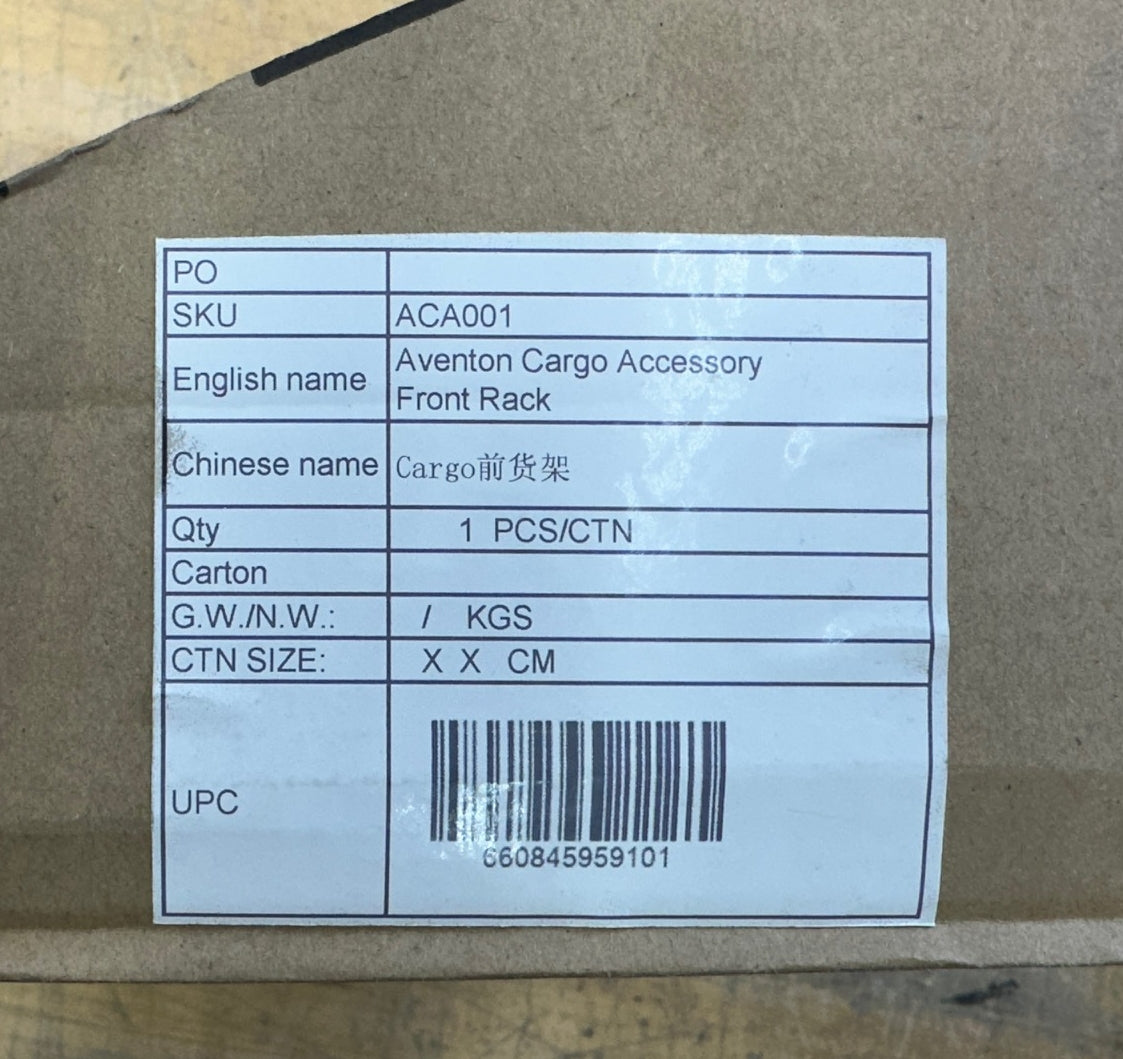 PO
SKU ACA001
English name Aventon Cargo Accessory
Front Rack
Chinese name Cargo前货架
Qty 1 PCS/CTN
Carton
G.W./N.W.: / KGS
CTN SIZE: X X CM
UPC
660845959101